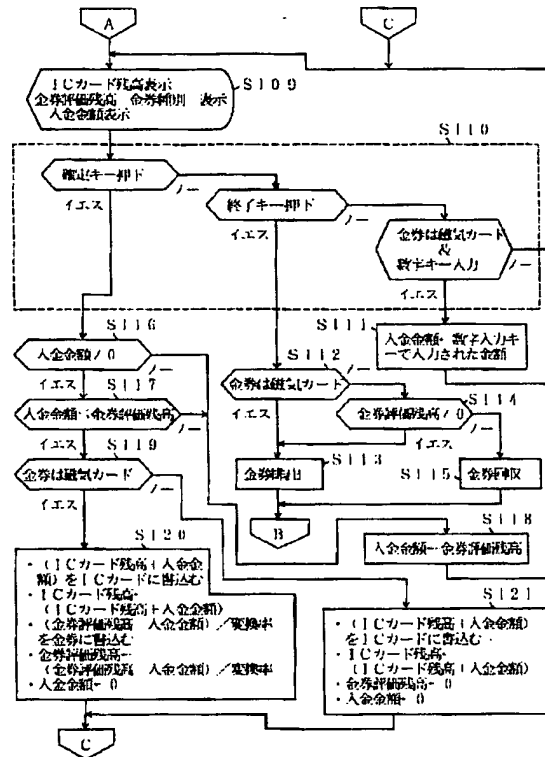 A
C
ICカード残高表示
金券評価残高 金券種別 表示
入金金額表示
S109
S110
確定キー押下
ノー
イエス
終了キー押下
ノー
イエス
金券は磁気カード
&
数字キー入力
ノー
イエス
S111
入金金額←数字入力キ
ーで入力された金額
S116
入金金額≠0
ノー
イエス
S117
入金金額≦金券評価残高
ノー
イエス
S119
金券は磁気カード
ノー
イエス
S112
金券は磁気カード
ノー
イエス
S114
金券評価残高≠0
ノー
イエス
S113
金券排出
S115
金券回収
B
S118
入金金額←金券評価残高
S120
・(ICカード残高+入金金
額)をICカードに書込む
・ICカード残高←
(ICカード残高+入金金額)
・(金券評価残高-入金金額)/変換率
を金券に書込む
・金券評価残高←
(金券評価残高-入金金額)/変換率
・入金金額←0
S121
・(ICカード残高+入金金額)
をICカードに書込む
・ICカード残高←
(ICカード残高+入金金額)
・金券評価残高←0
・入金金額←0
C